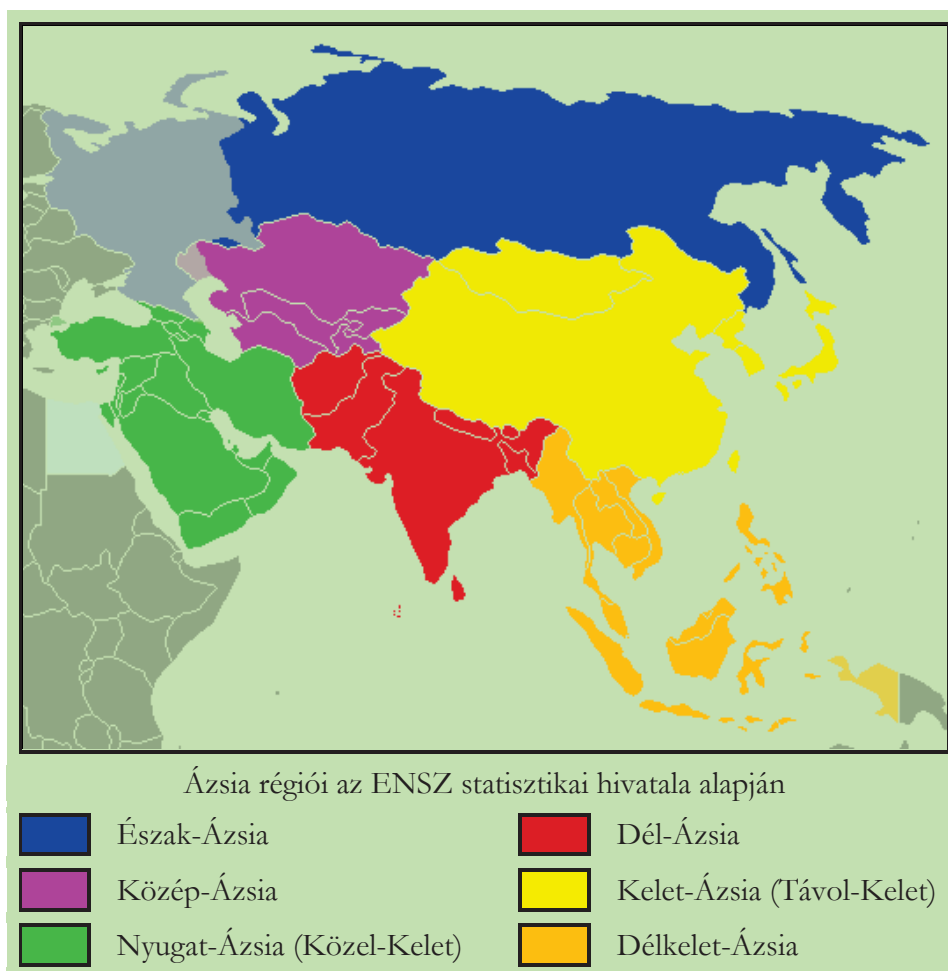 Ázsia régiói az ENSZ statisztikai hivatala alapján
Észak-Ázsia
Közép-Ázsia
Nyugat-Ázsia (Közel-Kelet)
Dél-Ázsia
Kelet-Ázsia (Távol-Kelet)
Délkelet-Ázsia